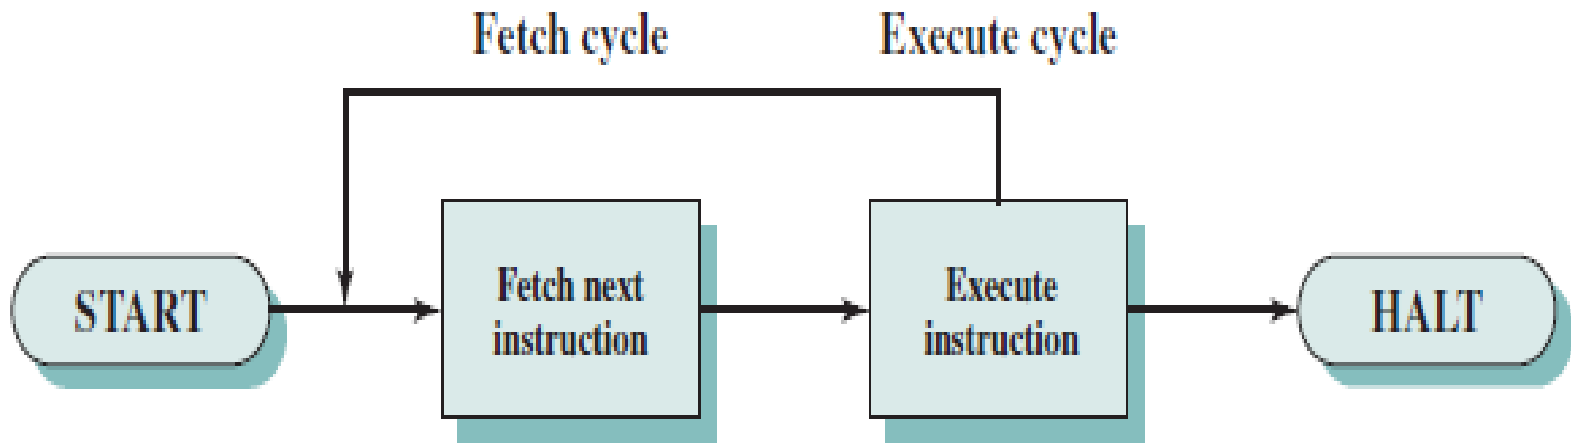 Fetch cycle
Execute cycle
START
Fetch next
instruction
Execute
instruction
HALT